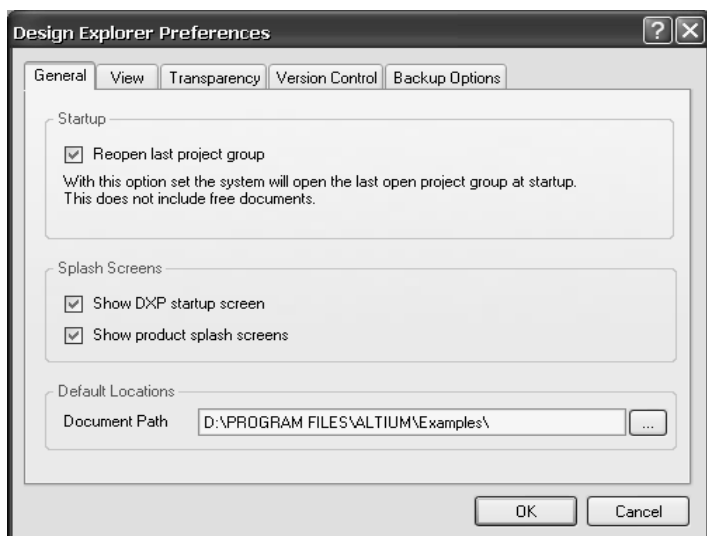 Design Explorer Preferences
General View Transparency Version Control Backup Options
Startup
Reopen last project group
With this option set the system will open the last open project group at startup.
This does not include free documents.
Splash Screens
Show DXP startup screen
Show product splash screens
Default Locations
Document Path D:\PROGRAM FILES\ALTIUM\Examples\ ...
OK Cancel